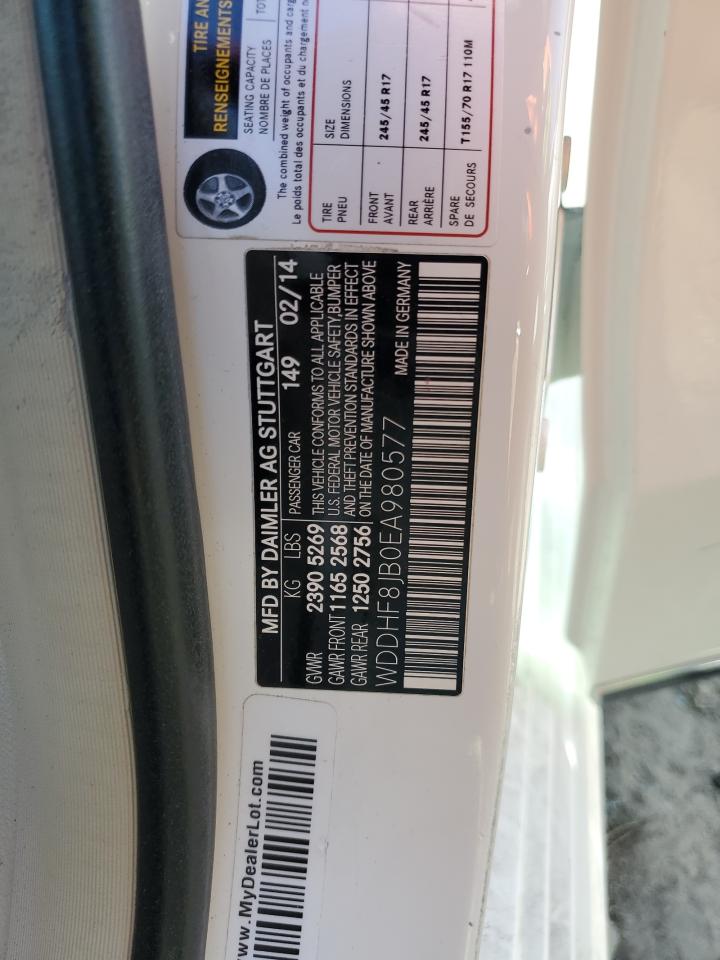 TIRE AN
RENSEIGNEMENTS
SEATING CAPACITY
NOMBRE DE PLACES
The combined weight of occupants and
Le poids total des occupants et du chargement
TIRE
PNEU
SIZE
DIMENSIONS
FRONT
AVANT
245/45 R17
REAR
ARRIÈRE
245/45 R17
SPARE
DE SECOURS
T155/70 R17 110M
MFD BY DAIMLER AG STUTTGART
KG LBS PASSENGER CAR 149 02/14
GVWR 2390 5269
GAWR FRONT 1165 2568
GAWR REAR 1250 2756
THIS VEHICLE CONFORMS TO ALL APPLICABLE
U.S. FEDERAL MOTOR VEHICLE SAFETY,BUMPER
AND THEFT PREVENTION STANDARDS IN EFFECT
ON THE DATE OF MANUFACTURE SHOWN ABOVE
WDDHF8JB0EA980577 MADE IN GERMANY
www.MyDealerLot.com